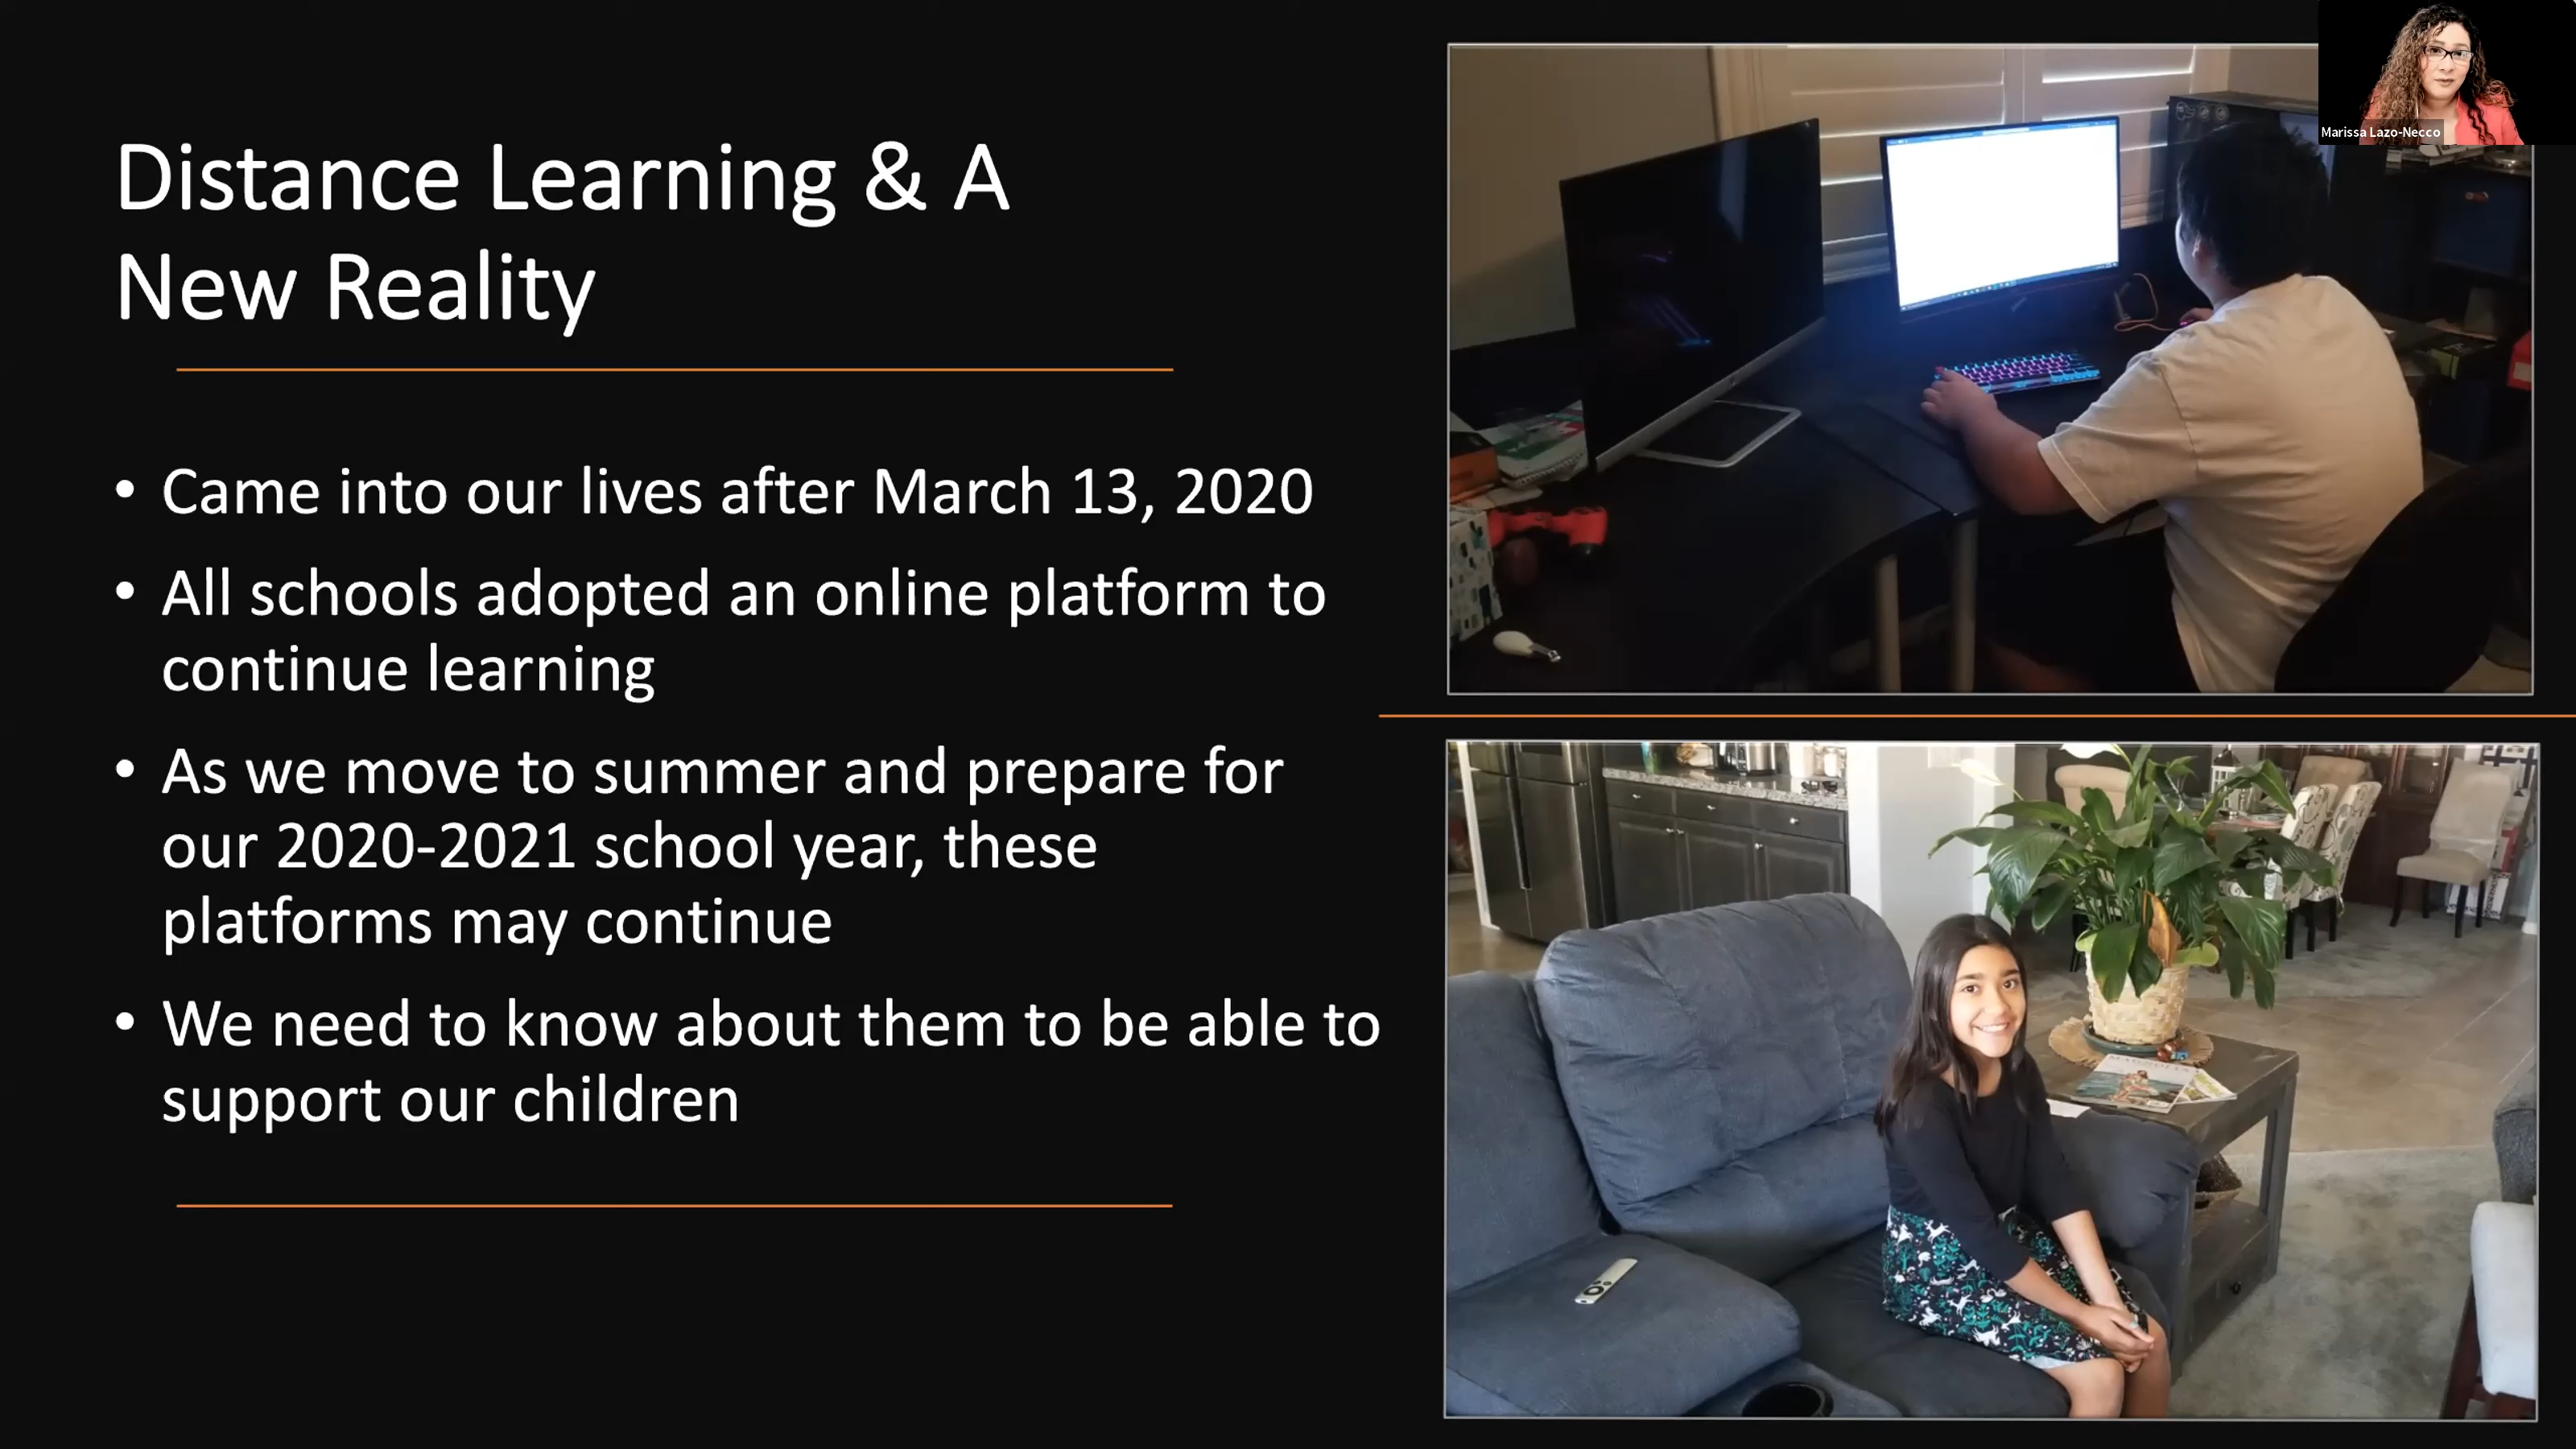 Distance Learning & A
New Reality
• Came into our lives after March 13, 2020
• All schools adopted an online platform to
continue learning
• As we move to summer and prepare for
our 2020-2021 school year, these
platforms may continue
• We need to know about them to be able to
support our children
Marissa Lazo-Necco